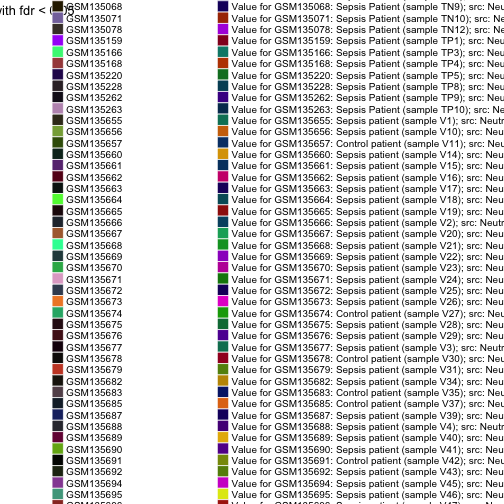 with fdr <
GSM135068 Value for GSM135068: Sepsis Patient (sample TN9); src: Neu
GSM135071 Value for GSM135071: Sepsis Patient (sample TN10); src: Neu
GSM135078 Value for GSM135078: Sepsis Patient (sample TN12); src: Neu
GSM135159 Value for GSM135159: Sepsis Patient (sample TP1); src: Neu
GSM135166 Value for GSM135166: Sepsis Patient (sample TP3); src: Neu
GSM135168 Value for GSM135168: Sepsis Patient (sample TP4); src: Neu
GSM135220 Value for GSM135220: Sepsis Patient (sample TP5); src: Neu
GSM135228 Value for GSM135228: Sepsis Patient (sample TP8); src: Neu
GSM135262 Value for GSM135262: Sepsis Patient (sample TP9); src: Neu
GSM135263 Value for GSM135263: Sepsis Patient (sample TP10); src: Neu
GSM135655 Value for GSM135655: Sepsis patient (sample V1); src: Neutr
GSM135656 Value for GSM135656: Sepsis patient (sample V10); src: Neu
GSM135657 Value for GSM135657: Control patient (sample V11); src: Neu
GSM135660 Value for GSM135660: Sepsis patient (sample V14); src: Neu
GSM135661 Value for GSM135661: Sepsis patient (sample V15); src: Neu
GSM135662 Value for GSM135662: Sepsis patient (sample V16); src: Neu
GSM135663 Value for GSM135663: Sepsis patient (sample V17); src: Neu
GSM135664 Value for GSM135664: Sepsis patient (sample V18); src: Neu
GSM135665 Value for GSM135665: Sepsis patient (sample V19); src: Neu
GSM135666 Value for GSM135666: Sepsis patient (sample V2); src: Neutr
GSM135667 Value for GSM135667: Sepsis patient (sample V20); src: Neu
GSM135668 Value for GSM135668: Sepsis patient (sample V21); src: Neu
GSM135669 Value for GSM135669: Sepsis patient (sample V22); src: Neu
GSM135670 Value for GSM135670: Sepsis patient (sample V23); src: Neu
GSM135671 Value for GSM135671: Sepsis patient (sample V24); src: Neu
GSM135672 Value for GSM135672: Sepsis patient (sample V25); src: Neu
GSM135673 Value for GSM135673: Sepsis patient (sample V26); src: Neu
GSM135674 Value for GSM135674: Control patient (sample V27); src: Neu
GSM135675 Value for GSM135675: Sepsis patient (sample V28); src: Neu
GSM135676 Value for GSM135676: Sepsis patient (sample V29); src: Neu
GSM135677 Value for GSM135677: Sepsis patient (sample V3); src: Neutr
GSM135678 Value for GSM135678: Control patient (sample V30); src: Neu
GSM135679 Value for GSM135679: Sepsis patient (sample V31); src: Neu
GSM135682 Value for GSM135682: Sepsis patient (sample V34); src: Neu
GSM135683 Value for GSM135683: Control patient (sample V35); src: Neu
GSM135685 Value for GSM135685: Control patient (sample V37); src: Neu
GSM135687 Value for GSM135687: Sepsis patient (sample V39); src: Neu
GSM135688 Value for GSM135688: Sepsis patient (sample V4); src: Neutr
GSM135689 Value for GSM135689: Sepsis patient (sample V40); src: Neu
GSM135690 Value for GSM135690: Sepsis patient (sample V41); src: Neu
GSM135691 Value for GSM135691: Control patient (sample V42); src: Neu
GSM135692 Value for GSM135692: Sepsis patient (sample V43); src: Neu
GSM135694 Value for GSM135694: Sepsis patient (sample V45); src: Neu
GSM135695 Value for GSM135695: Sepsis patient (sample V46); src: Neu